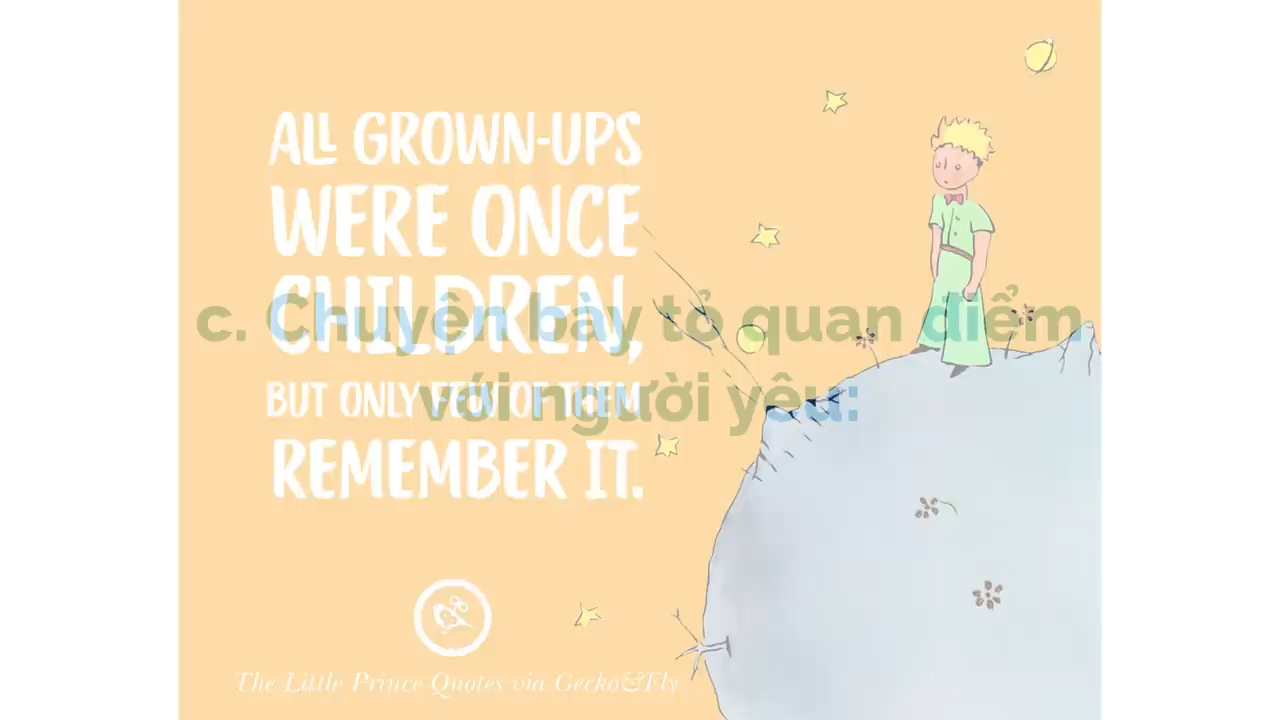 ALL GROWN-UPS
WERE ONCE
CHILDREN,
BUT ONLY FEW OF THEM
REMEMBER IT.
c. Chuyện bày tỏ quan điểm
với người yêu:
The Little Prince Quotes via Gecko&Fly